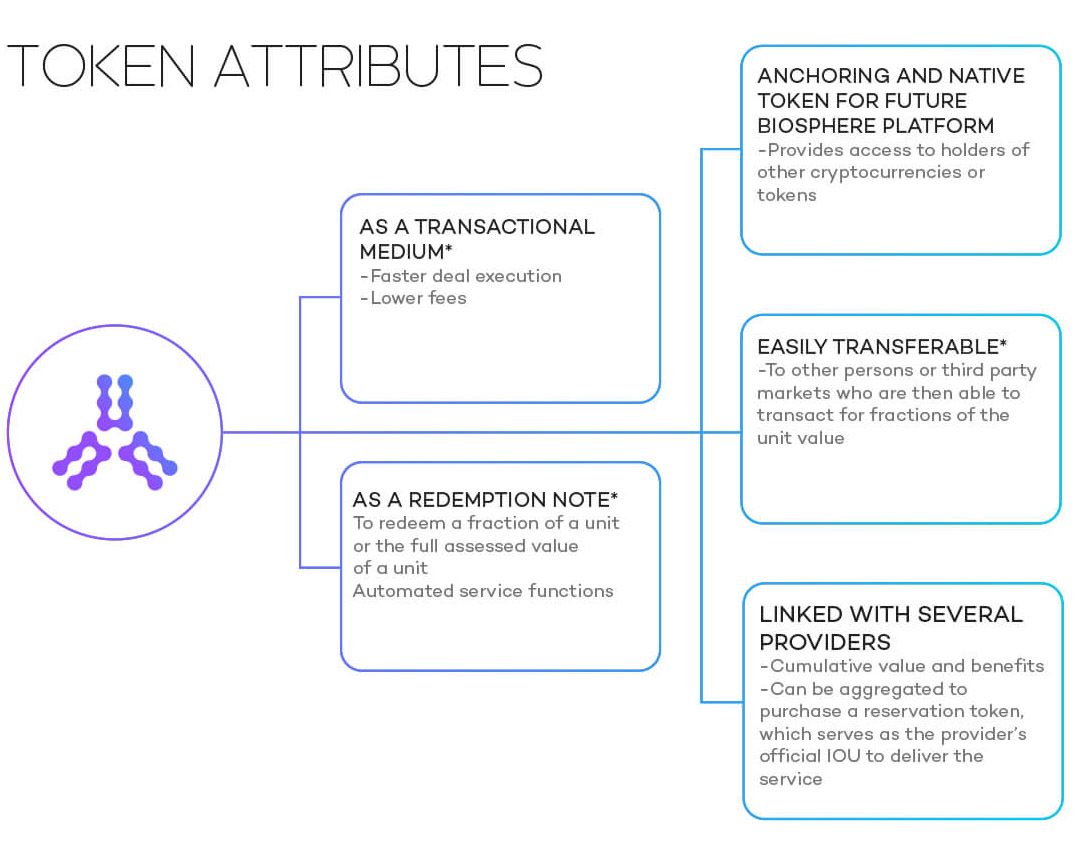 TOKEN ATTRIBUTES
AS A TRANSACTIONAL
MEDIUM*
-Faster deal execution
-Lower fees
AS A REDEMPTION NOTE*
To redeem a fraction of a unit
or the full assessed value
of a unit
Automated service functions
ANCHORING AND NATIVE
TOKEN FOR FUTURE
BIOSPHERE PLATFORM
-Provides access to holders of
other cryptocurrencies or
tokens
EASILY TRANSFERABLE*
-To other persons or third party
markets who are then able to
transact for fractions of the
unit value
LINKED WITH SEVERAL
PROVIDERS
-Cumulative value and benefits
-Can be aggregated to
purchase a reservation token,
which serves as the provider’s
official IOU to deliver the
service